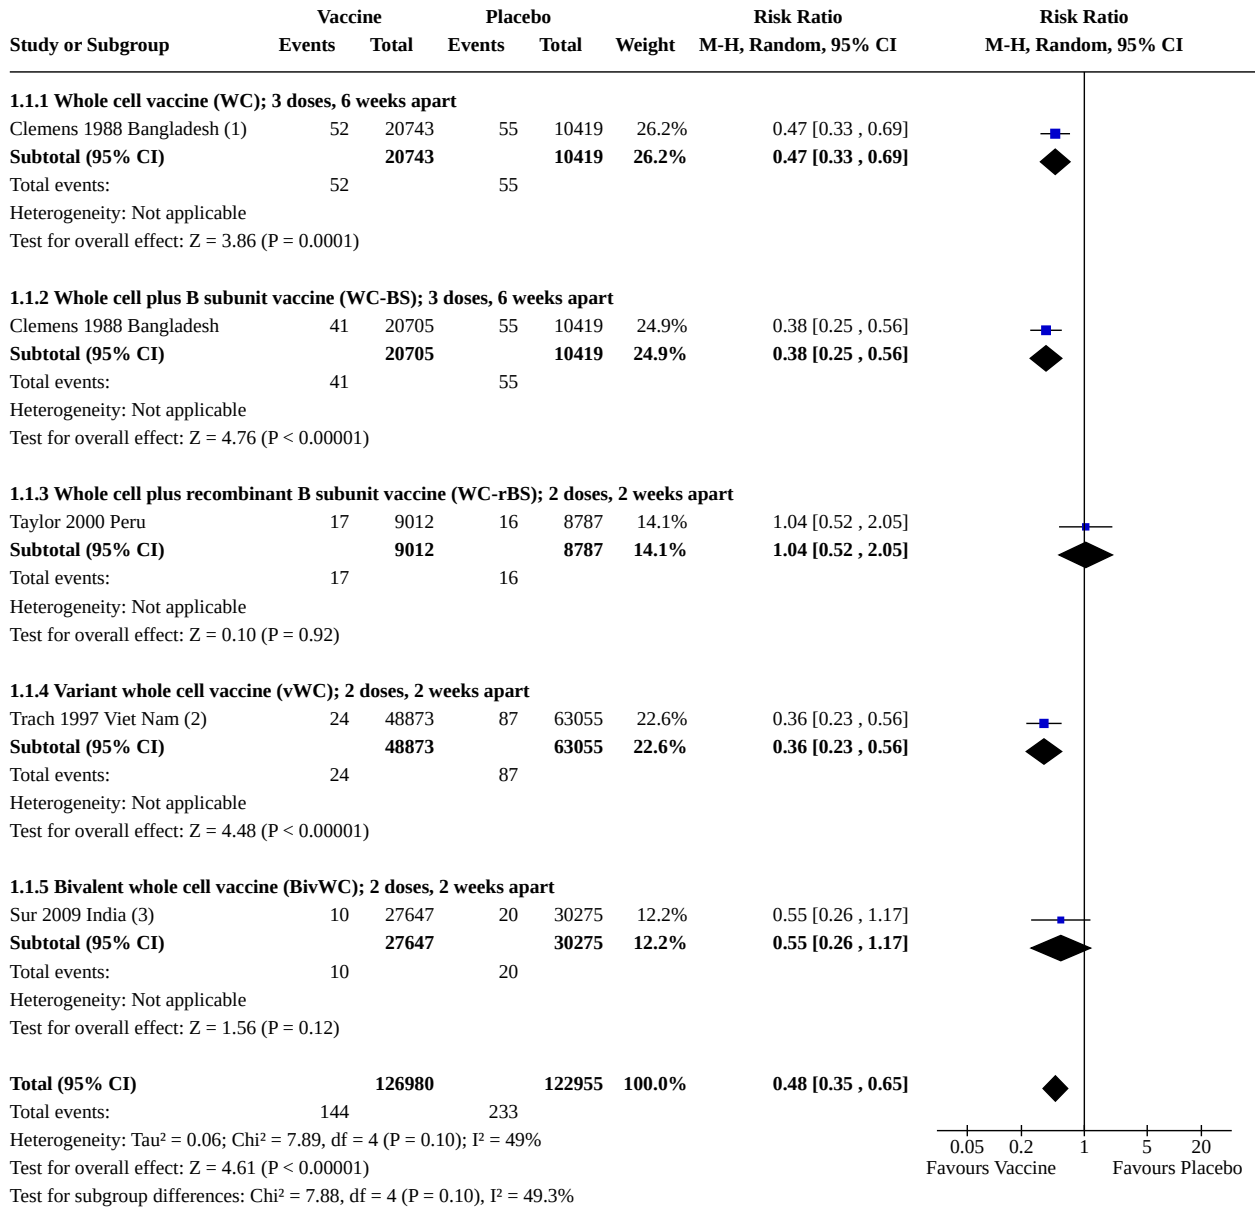 Vaccine Placebo Risk Ratio Risk Ratio
Study or Subgroup Events Total Events Total Weight M-H, Random, 95% CI M-H, Random, 95% CI
1.1.1 Whole cell vaccine (WC); 3 doses, 6 weeks apart
Clemens 1988 Bangladesh (1) 52 20743 55 10419 26.2% 0.47 [0.33 , 0.69]
Subtotal (95% CI) 20743 10419 26.2% 0.47 [0.33 , 0.69]
Total events: 52 55
Heterogeneity: Not applicable
Test for overall effect: Z = 3.86 (P = 0.0001)
1.1.2 Whole cell plus B subunit vaccine (WC-BS); 3 doses, 6 weeks apart
Clemens 1988 Bangladesh 41 20705 55 10419 24.9% 0.38 [0.25 , 0.56]
Subtotal (95% CI) 20705 10419 24.9% 0.38 [0.25 , 0.56]
Total events: 41 55
Heterogeneity: Not applicable
Test for overall effect: Z = 4.76 (P < 0.00001)
1.1.3 Whole cell plus recombinant B subunit vaccine (WC-rBS); 2 doses, 2 weeks apart
Taylor 2000 Peru 17 9012 16 8787 14.1% 1.04 [0.52 , 2.05]
Subtotal (95% CI) 9012 8787 14.1% 1.04 [0.52 , 2.05]
Total events: 17 16
Heterogeneity: Not applicable
Test for overall effect: Z = 0.10 (P = 0.92)
1.1.4 Variant whole cell vaccine (vWC); 2 doses, 2 weeks apart
Trach 1997 Viet Nam (2) 24 48873 87 63055 22.6% 0.36 [0.23 , 0.56]
Subtotal (95% CI) 48873 63055 22.6% 0.36 [0.23 , 0.56]
Total events: 24 87
Heterogeneity: Not applicable
Test for overall effect: Z = 4.48 (P < 0.00001)
1.1.5 Bivalent whole cell vaccine (BivWC); 2 doses, 2 weeks apart
Sur 2009 India (3) 10 27647 20 30275 12.2% 0.55 [0.26 , 1.17]
Subtotal (95% CI) 27647 30275 12.2% 0.55 [0.26 , 1.17]
Total events: 10 20
Heterogeneity: Not applicable
Test for overall effect: Z = 1.56 (P = 0.12)
Total (95% CI) 126980 122955 100.0% 0.48 [0.35 , 0.65]
Total events: 144 233
Heterogeneity: Tau² = 0.06; Chi² = 7.89, df = 4 (P = 0.10); I² = 49%
0.05 0.2 1 5 20
Test for overall effect: Z = 4.61 (P < 0.00001)
Favours Vaccine Favours Placebo
Test for subgroup differences: Chi² = 7.88, df = 4 (P = 0.10), I² = 49.3%